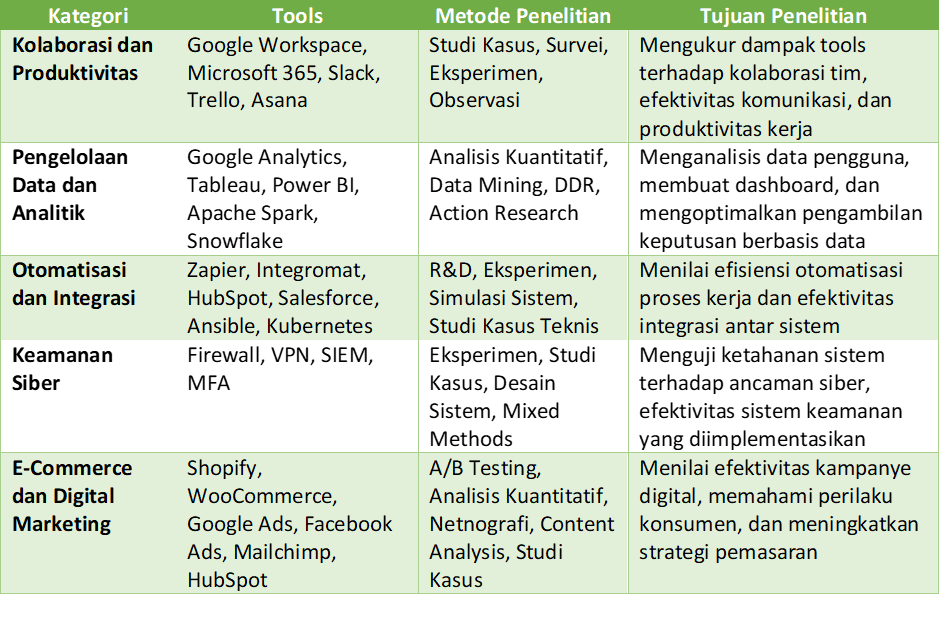 Kategori Tools Metode Penelitian Tujuan Penelitian
Kolaborasi dan
Produktivitas
Google Workspace,
Microsoft 365, Slack,
Trello, Asana
Studi Kasus, Survei,
Eksperimen,
Observasi
Mengukur dampak tools
terhadap kolaborasi tim,
efektivitas komunikasi, dan
produktivitas kerja
Pengelolaan
Data dan
Analitik
Google Analytics,
Tableau, Power BI,
Apache Spark,
Snowflake
Analisis Kuantitatif,
Data Mining, DDR,
Action Research
Menganalisis data pengguna,
membuat dashboard, dan
mengoptimalkan pengambilan
keputusan berbasis data
Otomatisasi
dan Integrasi
Zapier, Integromat,
HubSpot, Salesforce,
Ansible, Kubernetes
R&D, Eksperimen,
Simulasi Sistem,
Studi Kasus Teknis
Menilai efisiensi otomatisasi
proses kerja dan efektivitas
integrasi antar sistem
Keamanan
Siber
Firewall, VPN, SIEM,
MFA
Eksperimen, Studi
Kasus, Desain
Sistem, Mixed
Methods
Menguji ketahanan sistem
terhadap ancaman siber,
efektivitas sistem keamanan
yang diimplementasikan
E-Commerce
dan Digital
Marketing
Shopify,
WooCommerce,
Google Ads, Facebook
Ads, Mailchimp,
HubSpot
A/B Testing,
Analisis Kuantitatif,
Netnografi, Content
Analysis, Studi
Kasus
Menilai efektivitas kampanye
digital, memahami perilaku
konsumen, dan meningkatkan
strategi pemasaran